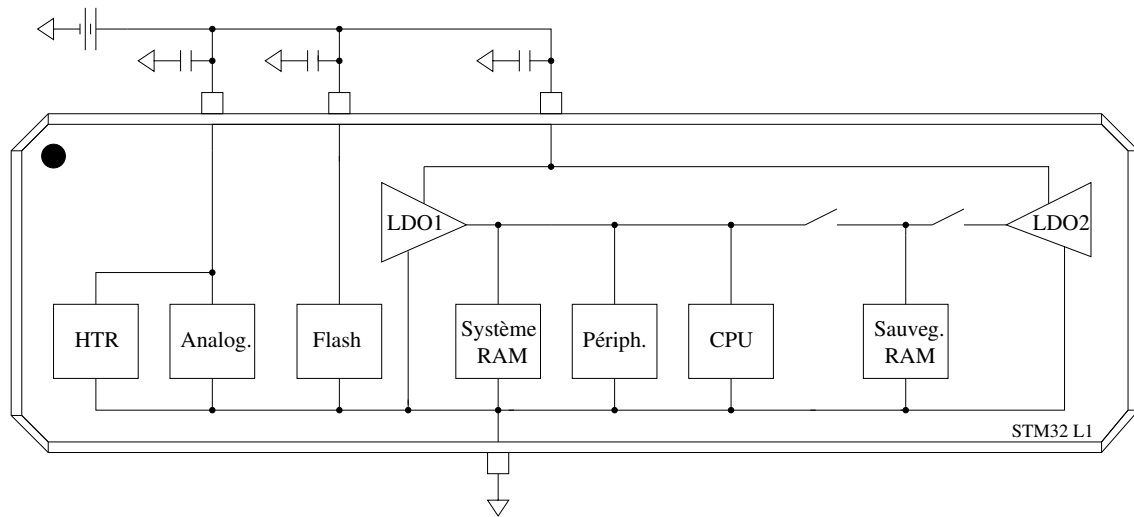 LDO1
LDO2
HTR
Analog.
Flash
Système
RAM
Périph.
CPU
Sauveg.
RAM
STM32 L1